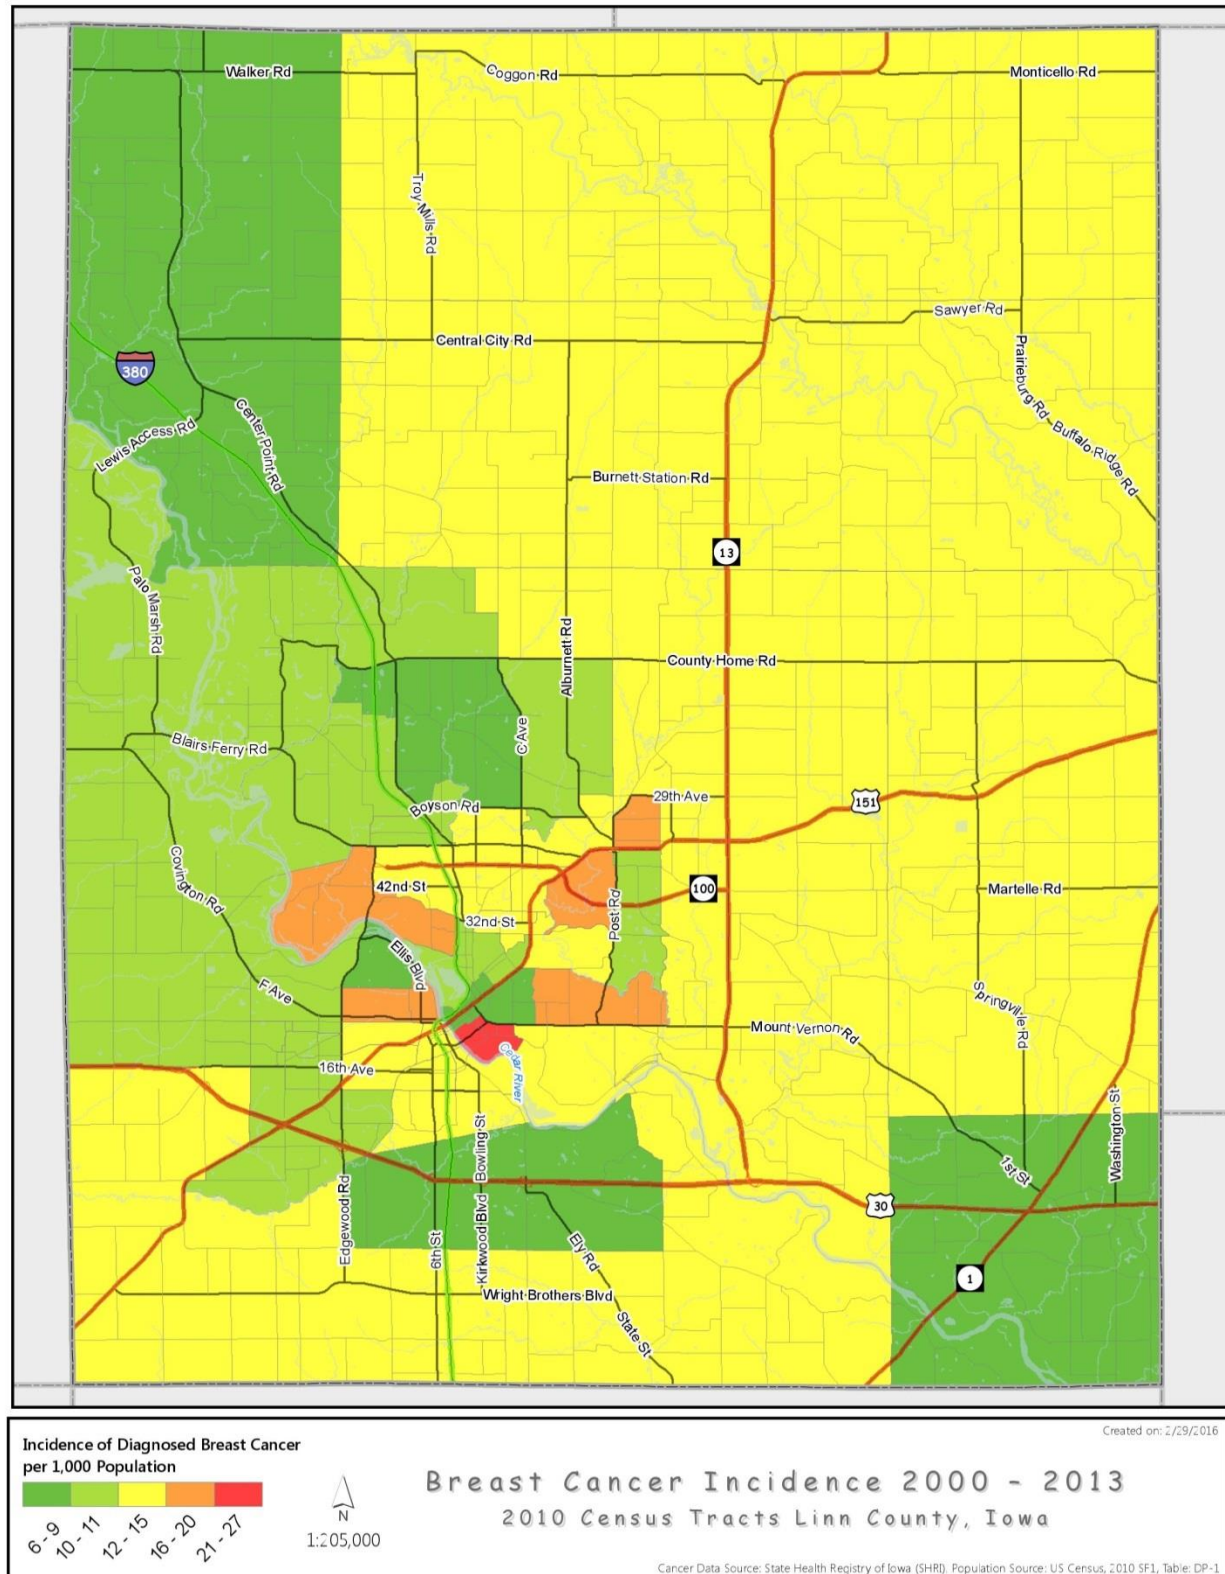 Walker Rd
Coggon Rd
Monticello Rd
Troy Mills Rd
Sawyer Rd
Central City Rd
Prairieburg Rd
380
Center Point Rd
Lewis Access Rd
Buffalo Ridge Rd
Burnett Station Rd
13
Palo Marsh Rd
Alburnett Rd
County Home Rd
C Ave
Blairs Ferry Rd
29th Ave
151
Boyson Rd
Covington Rd
42nd St
100
Martelle Rd
32nd St
Post Rd
Ellis Blvd
F Ave
Springville Rd
Mount Vernon Rd
Cedar River
16th Ave
Washington St
Bowling St
1st St
30
Edgewood Rd
6th St
Kirkwood Blvd
Ely Rd
1
Wright Brothers Blvd
State St
Created on: 2/29/2016
Incidence of Diagnosed Breast Cancer
per 1,000 Population
6 - 9
10 - 11
12 - 15
16 - 20
21 - 27
N
1:205,000
Breast Cancer Incidence 2000 - 2013
2010 Census Tracts Linn County, Iowa
Cancer Data Source: State Health Registry of Iowa (SHRI). Population Source: US Census, 2010 SF1, Table: DP-1